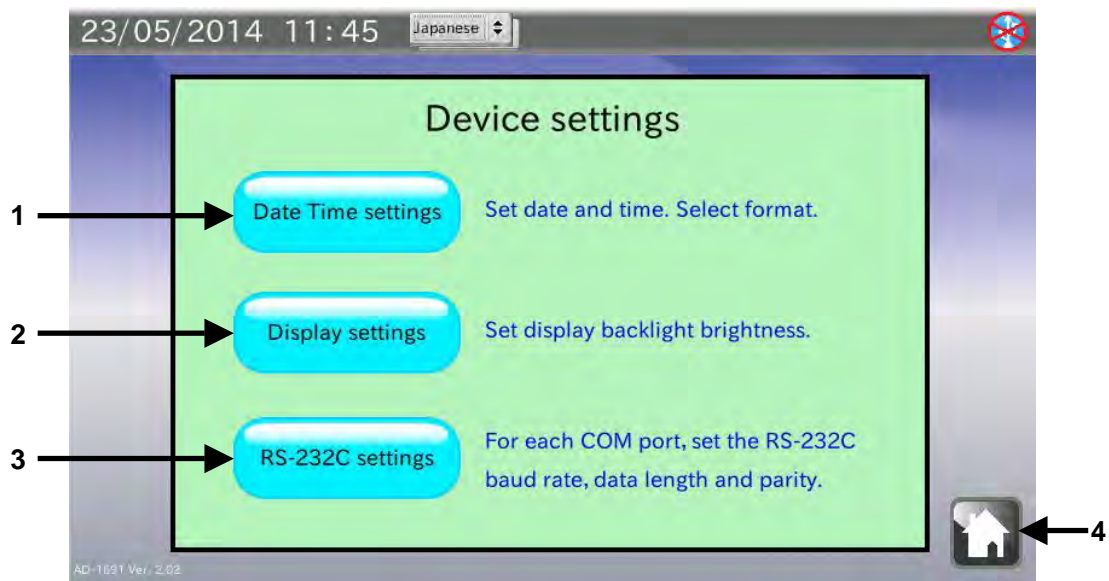 23/05/2014 11:45 Japanese
Device settings
1 Date Time settings Set date and time. Select format.
2 Display settings Set display backlight brightness.
3 RS-232C settings For each COM port, set the RS-232C
baud rate, data length and parity.
4
AD-1691 Ver. 2.02